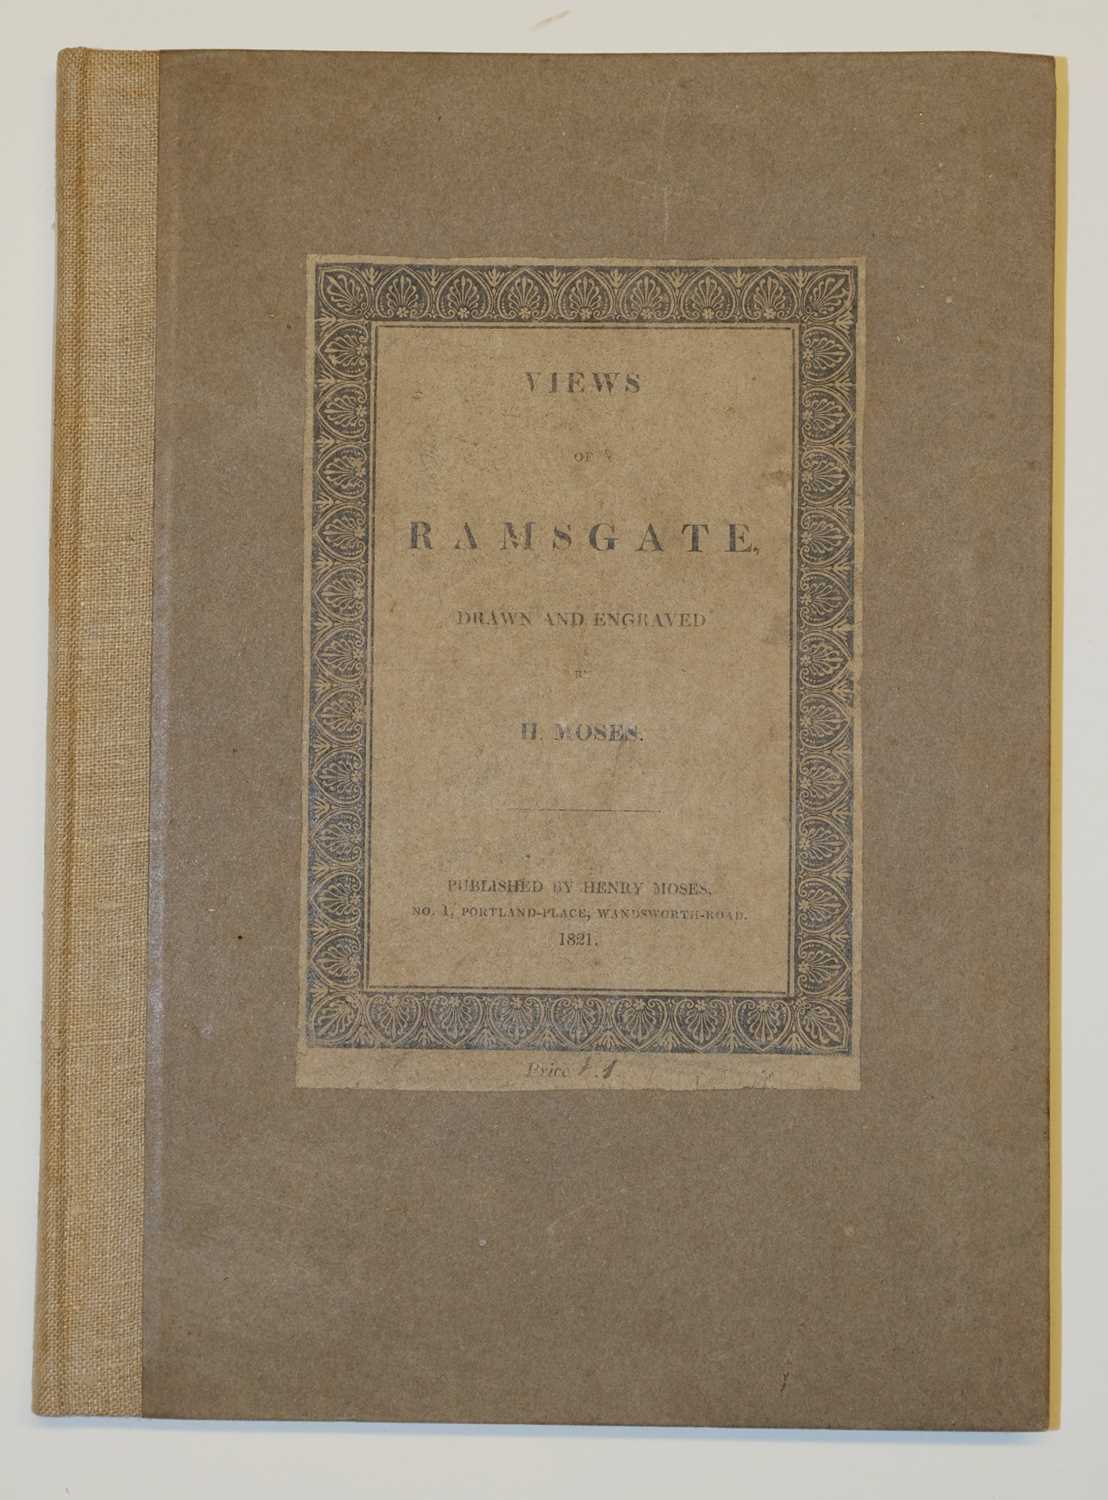 VIEWS
OF
RAMSGATE,
DRAWN AND ENGRAVED
BY
H. MOSES.
PUBLISHED BY HENRY MOSES,
NO. 1, PORTLAND-PLACE, WANDSWORTH-ROAD.
1821.
Price